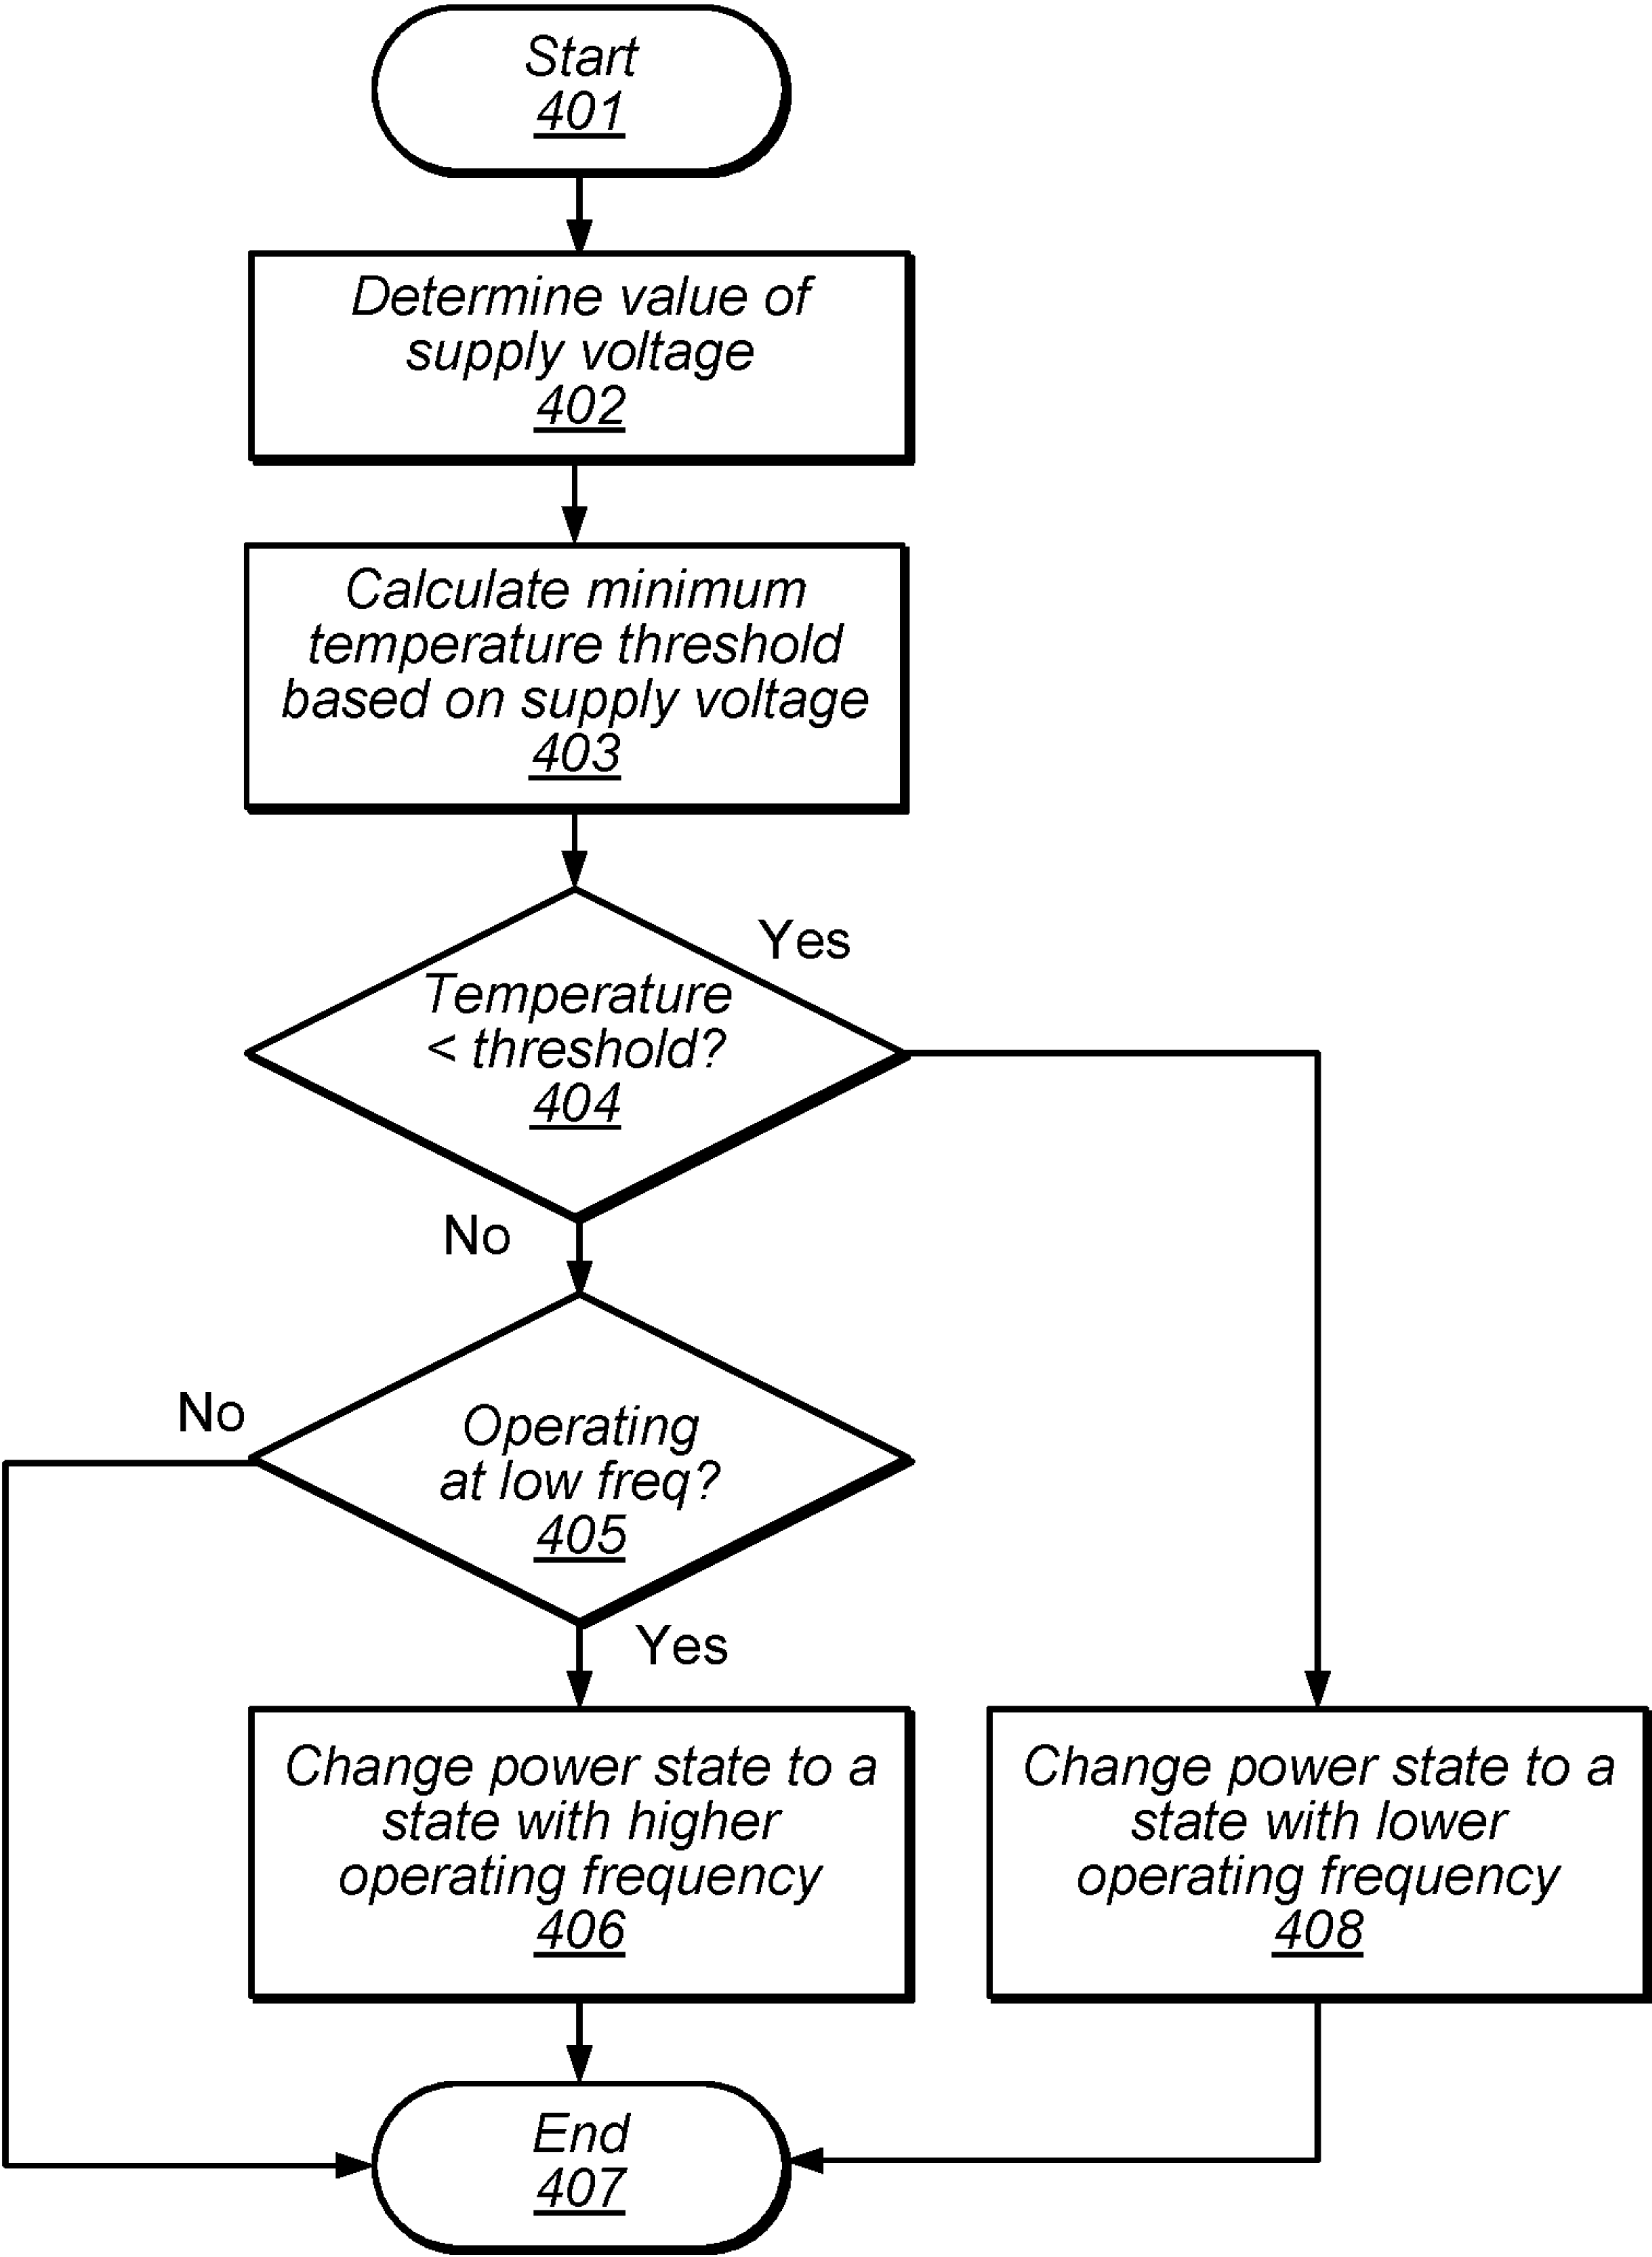 Start
401
Determine value of
supply voltage
402
Calculate minimum
temperature threshold
based on supply voltage
403
Yes
Temperature
< threshold?
404
No
No
Operating
at low freq?
405
Yes
Change power state to a
state with higher
operating frequency
406
Change power state to a
state with lower
operating frequency
408
End
407